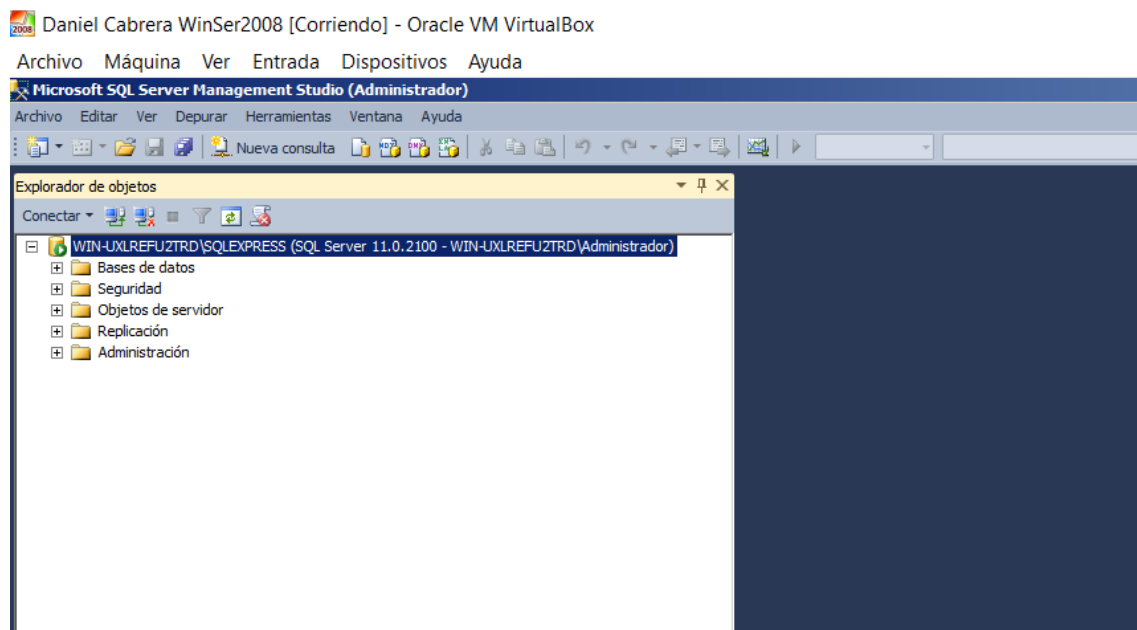 2008 Daniel Cabrera WinSer2008 [Corriendo] - Oracle VM VirtualBox
Archivo Máquina Ver Entrada Dispositivos Ayuda
Microsoft SQL Server Management Studio (Administrador)
Archivo Editar Ver Depurar Herramientas Ventana Ayuda
Nueva consulta
Explorador de objetos
Conectar
WIN-UXLREFU2TRD\SQLEXPRESS (SQL Server 11.0.2100 - WIN-UXLREFU2TRD\Administrador)
Bases de datos
Seguridad
Objetos de servidor
Replicación
Administración